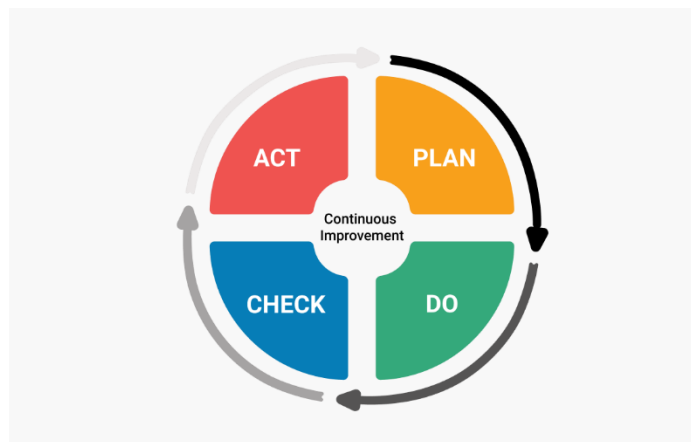 ACT
PLAN
Continuous
Improvement
CHECK
DO